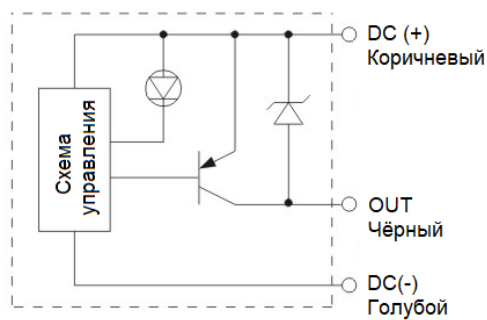 DC (+)
Коричневый
Схема
управления
OUT
Чёрный
DC(-)
Голубой